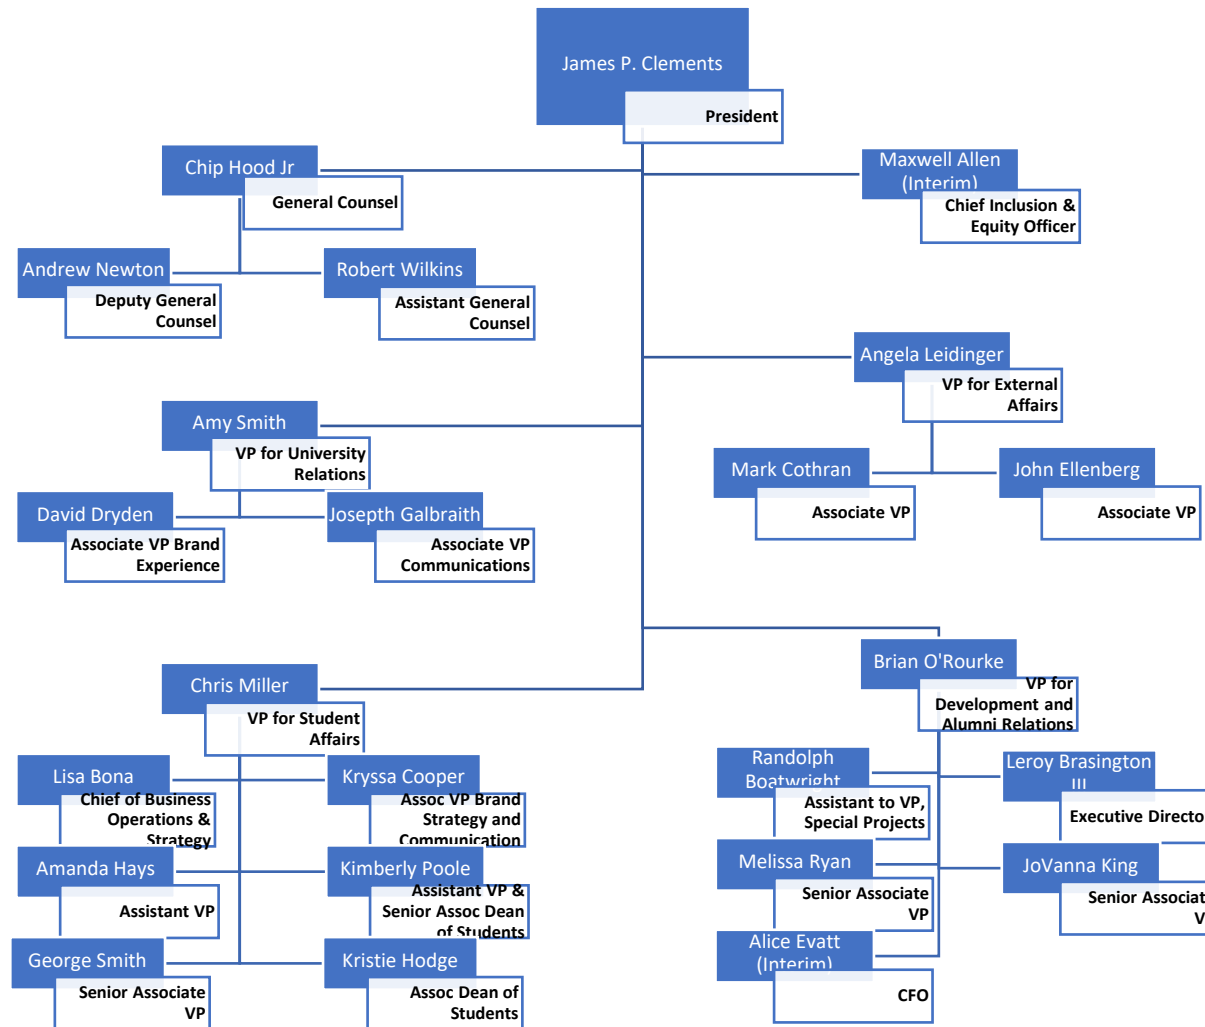 James P. Clements
President
Chip Hood Jr
General Counsel
Maxwell Allen
(Interim)
Chief Inclusion &
Equity Officer
Andrew Newton
Deputy General
Counsel
Robert Wilkins
Assistant General
Counsel
Angela Leidinger
VP for External
Affairs
Amy Smith
VP for University
Relations
Mark Cothran
Associate VP
John Ellenberg
Associate VP
David Dryden
Associate VP Brand
Experience
Josepth Galbraith
Associate VP
Communications
Brian O'Rourke
VP for
Development and
Alumni Relations
Chris Miller
VP for Student
Affairs
Lisa Bona
Chief of Business
Operations &
Strategy
Kryssa Cooper
Assoc VP Brand
Strategy and
Communication
Randolph
Boatwright
Assistant to VP,
Special Projects
Leroy Brasington
III
Executive Directo
Amanda Hays
Assistant VP
Kimberly Poole
Assistant VP &
Senior Assoc Dean
of Students
Melissa Ryan
Senior Associate
VP
JoVanna King
Senior Associat
V
George Smith
Senior Associate
VP
Kristie Hodge
Assoc Dean of
Students
Alice Evatt
(Interim)
CFO